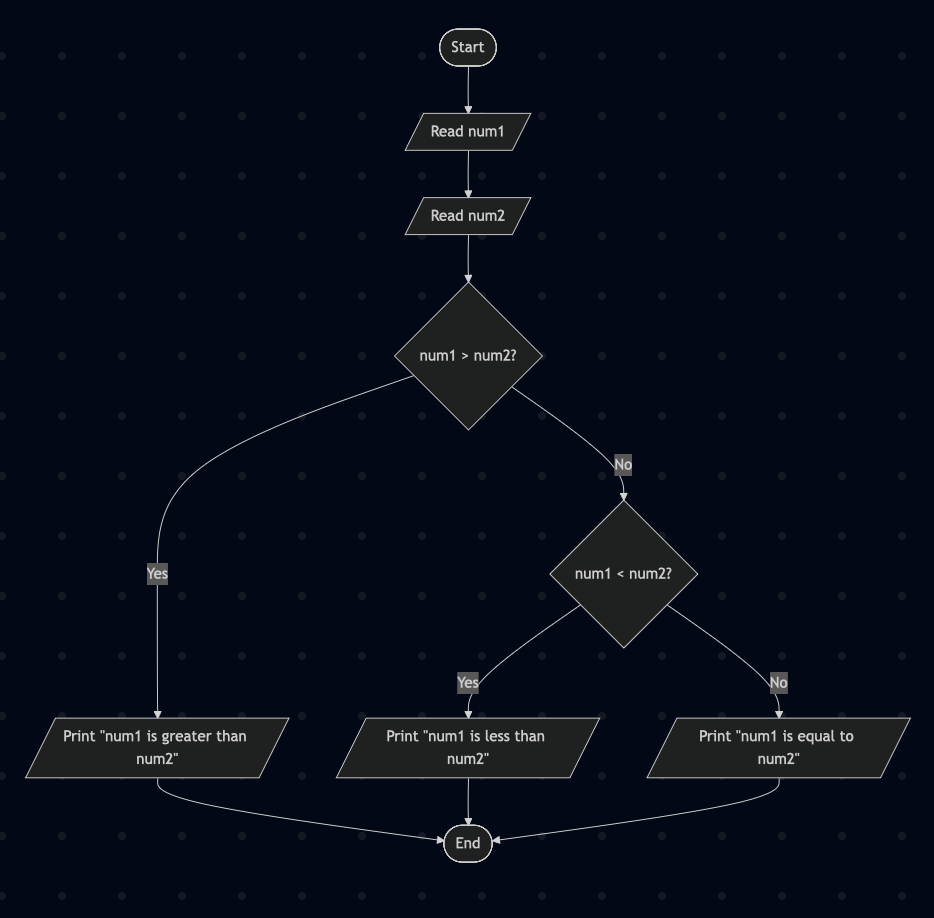 Start
Read num1
Read num2
num1 > num2?
No
Yes
num1 < num2?
Yes
No
Print "num1 is greater than
num2"
Print "num1 is less than
num2"
Print "num1 is equal to
num2"
End